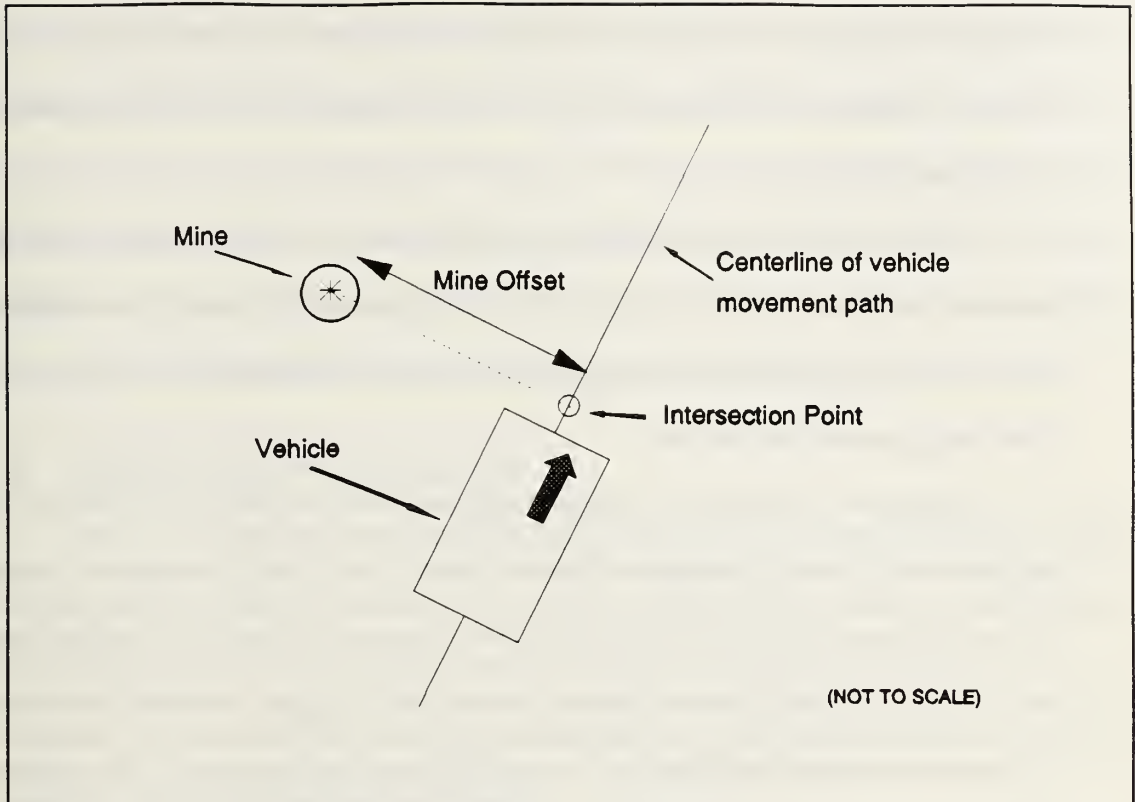 Mine
Mine Offset
Centerline of vehicle
movement path
Intersection Point
Vehicle
(NOT TO SCALE)